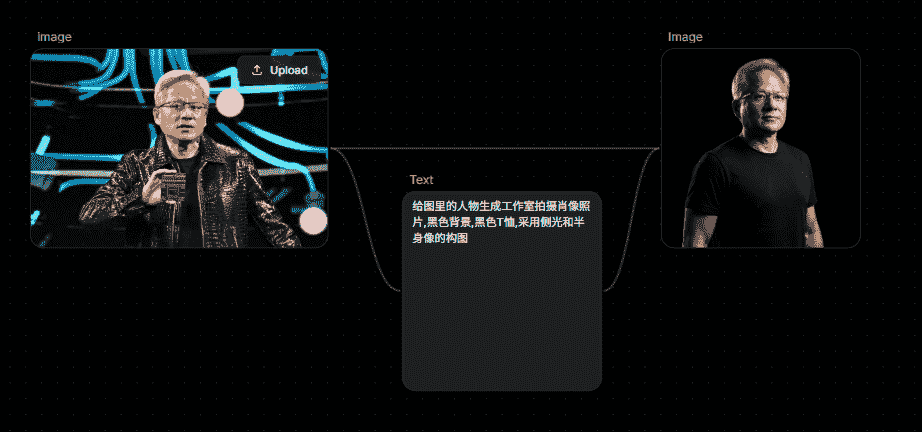 Image
Upload
Image
Text
给图里的人物生成工作室拍摄肖像照
片,黑色背景,黑色T恤,采用侧光和半
身像的构图